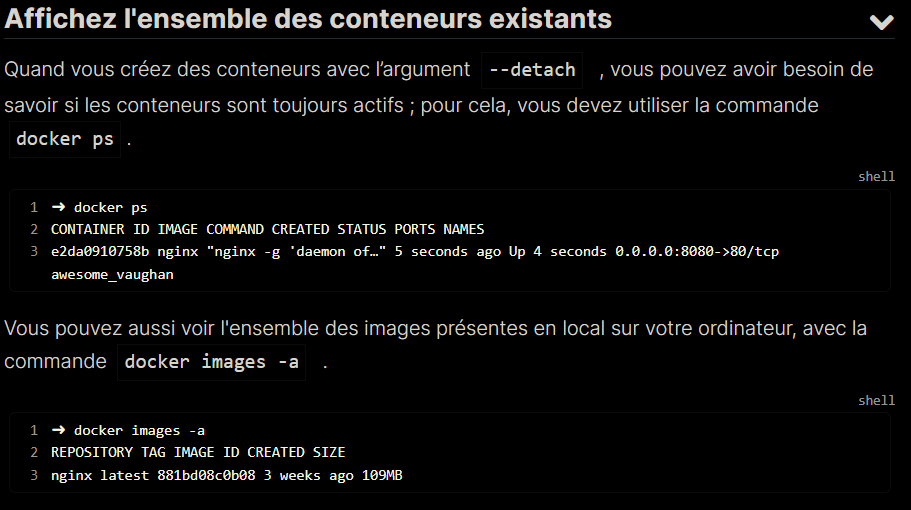 Affichez l'ensemble des conteneurs existants
Quand vous créez des conteneurs avec l’argument --detach , vous pouvez avoir besoin de
savoir si les conteneurs sont toujours actifs ; pour cela, vous devez utiliser la commande
docker ps .
shell
1 ➜ docker ps
2 CONTAINER ID IMAGE COMMAND CREATED STATUS PORTS NAMES
3 e2da0910758b nginx "nginx -g 'daemon of…" 5 seconds ago Up 4 seconds 0.0.0.0:8080->80/tcp
awesome_vaughan
Vous pouvez aussi voir l'ensemble des images présentes en local sur votre ordinateur, avec la
commande docker images -a .
shell
1 ➜ docker images -a
2 REPOSITORY TAG IMAGE ID CREATED SIZE
3 nginx latest 881bd08c0b08 3 weeks ago 109MB